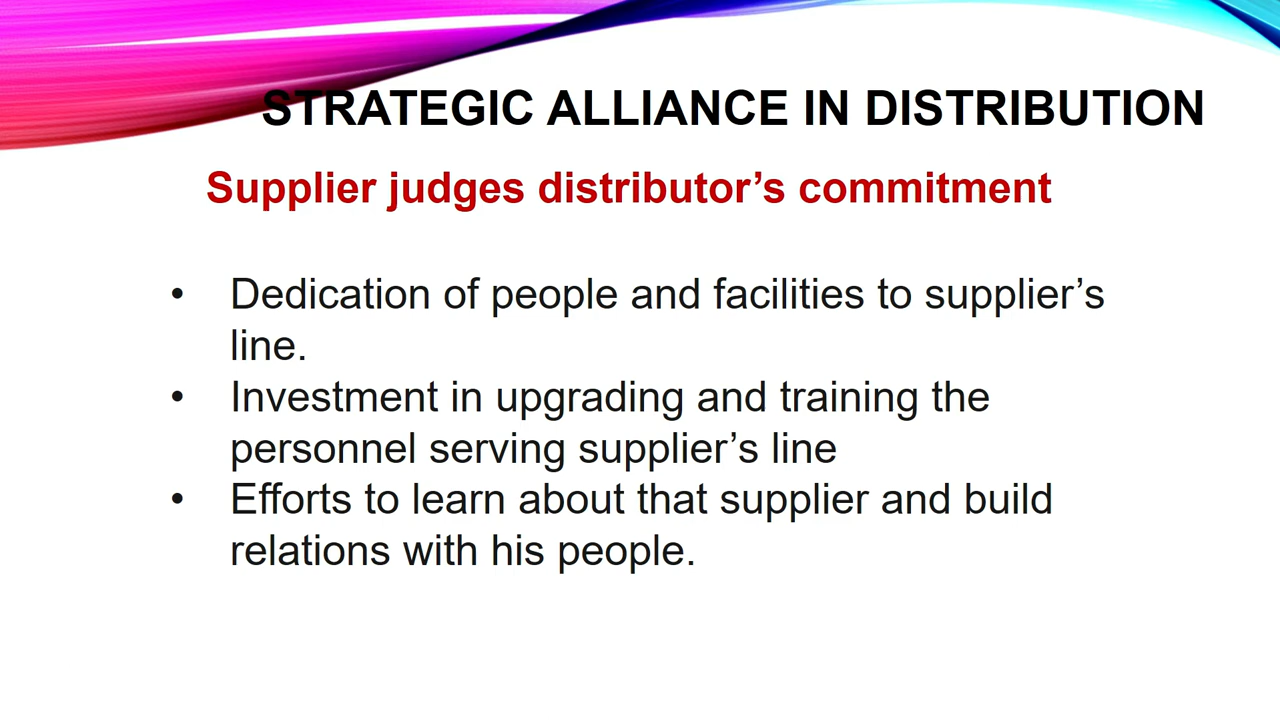 STRATEGIC ALLIANCE IN DISTRIBUTION
Supplier judges distributor’s commitment
• Dedication of people and facilities to supplier’s
line.
• Investment in upgrading and training the
personnel serving supplier’s line
• Efforts to learn about that supplier and build
relations with his people.